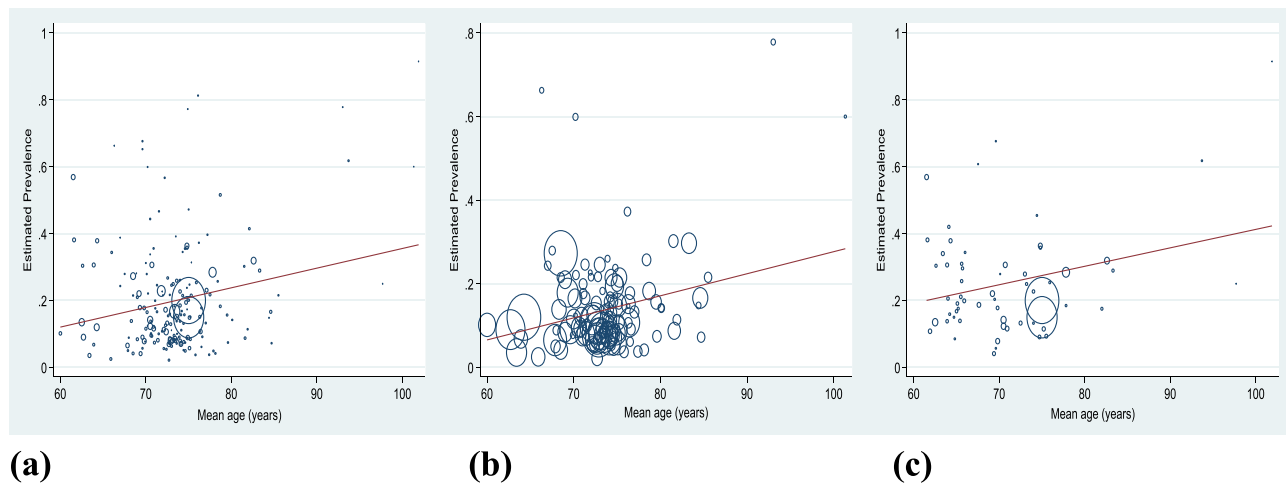 Estimated Prevalence
1
.8
.6
.4
.2
0
60 70 80 90 100
Mean age (years)
Estimated Prevalence
.8
.6
.4
.2
0
60 70 80 90 100
Mean age (years)
Estimated Prevalence
1
.8
.6
.4
.2
0
60 70 80 90 100
Mean age (years)
(a) (b) (c)